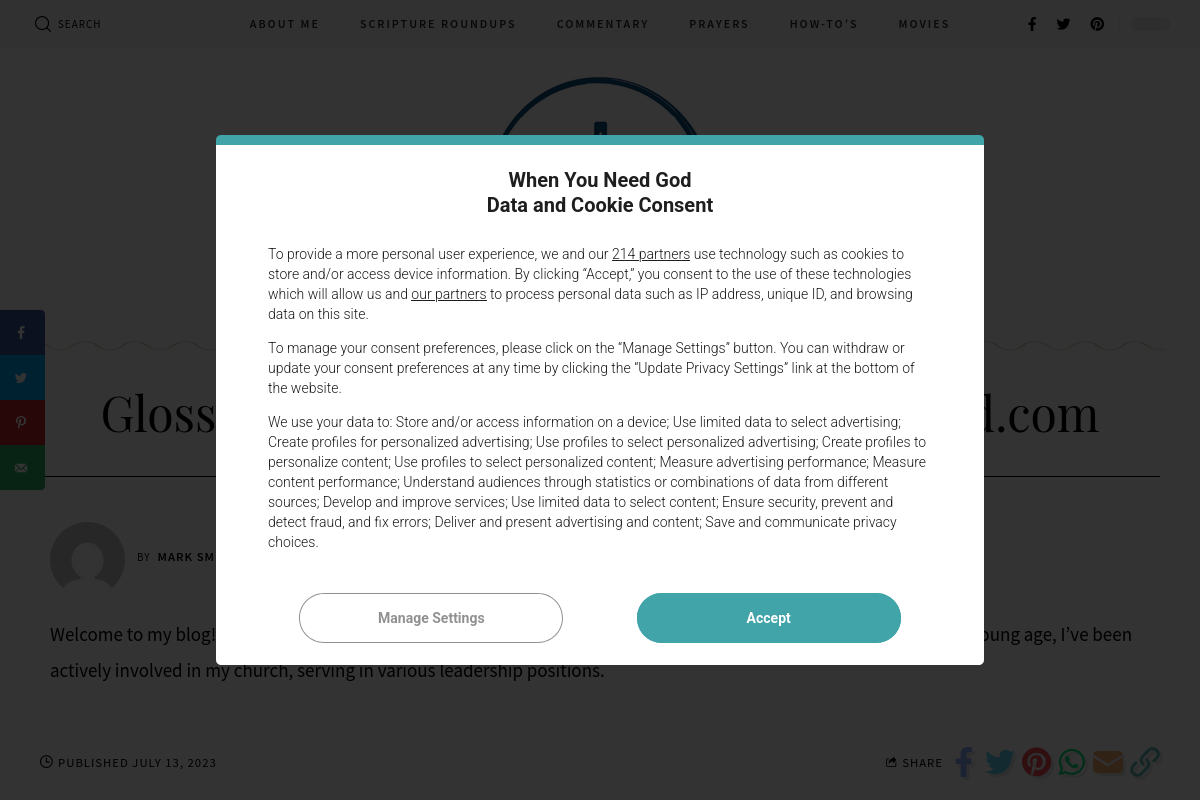 SEARCH
ABOUT ME
SCRIPTURE ROUNDUPS
COMMENTARY
PRAYERS
HOW-TO'S
MOVIES
When You Need God
Data and Cookie Consent
To provide a more personal user experience, we and our 214 partners use technology such as cookies to
store and/or access device information. By clicking “Accept,” you consent to the use of these technologies
which will allow us and our partners to process personal data such as IP address, unique ID, and browsing
data on this site.
To manage your consent preferences, please click on the “Manage Settings” button. You can withdraw or
update your consent preferences at any time by clicking the “Update Privacy Settings” link at the bottom of
the website.
We use your data to: Store and/or access information on a device; Use limited data to select advertising;
Create profiles for personalized advertising; Use profiles to select personalized advertising; Create profiles to
personalize content; Use profiles to select personalized content; Measure advertising performance; Measure
content performance; Understand audiences through statistics or combinations of data from different
sources; Develop and improve services; Use limited data to select content; Ensure security, prevent and
detect fraud, and fix errors; Deliver and present advertising and content; Save and communicate privacy
choices.
Manage Settings
Accept
Gloss
d.com
BY MARK SM
Welcome to my blog!
oung age, I’ve been
actively involved in my church, serving in various leadership positions.
PUBLISHED JULY 13, 2023
SHARE